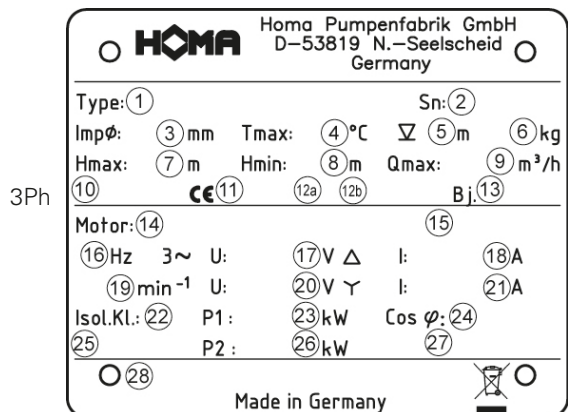 HOMA
Homa Pumpenfabrik GmbH
D-53819 N.-Seelscheid
Germany
Type: 1 Sn: 2
Impø: 3 mm Tmax: 4 °C 5 m 6 kg
Hmax: 7 m Hmin: 8 m Qmax: 9 m³/h
3Ph
10 CE 11 12a 12b Bj. 13
Motor: 14 15
16 Hz 3~ U: 17 V △ I: 18 A
19 min⁻¹ U: 20 V Y I: 21 A
Isol.Kl.: 22 P1: 23 kW Cos φ: 24
25 P2: 26 kW 27
28
Made in Germany